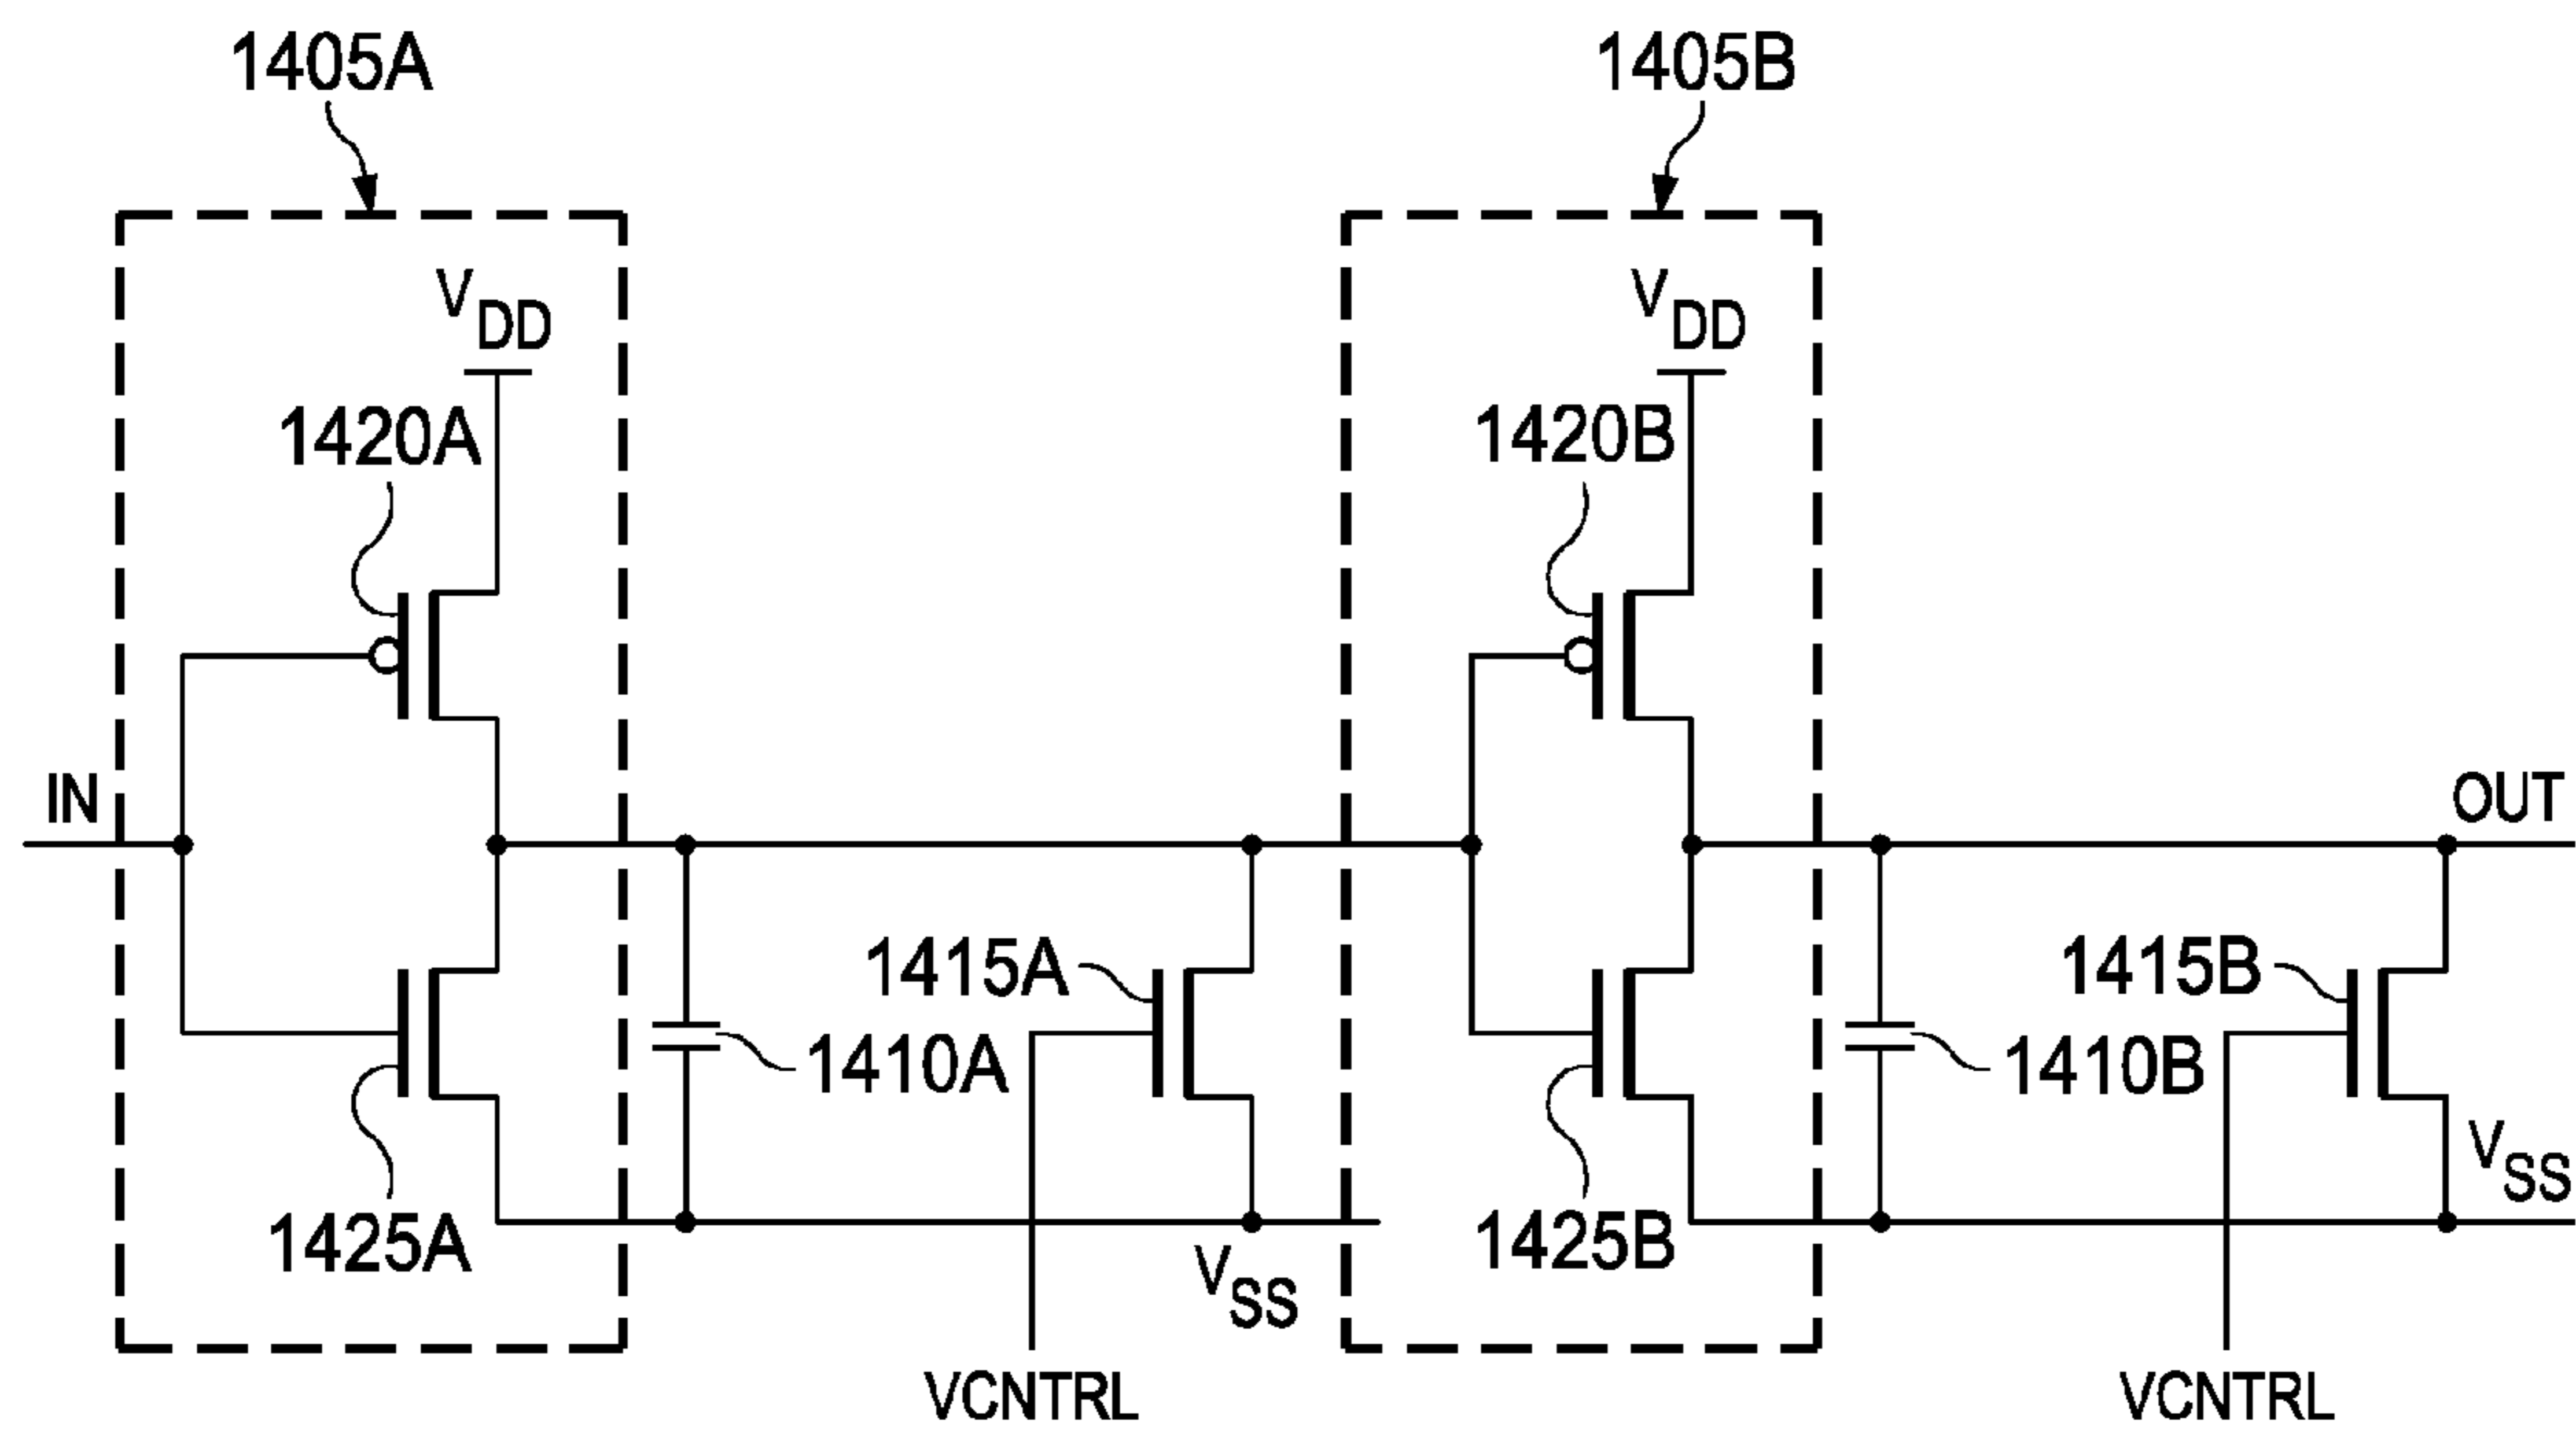 1405A
1405B
VDD
VDD
1420A
1420B
IN
OUT
1415A
1415B
1410A
1410B
VSS
1425A
1425B
VSS
VCNTRL
VCNTRL